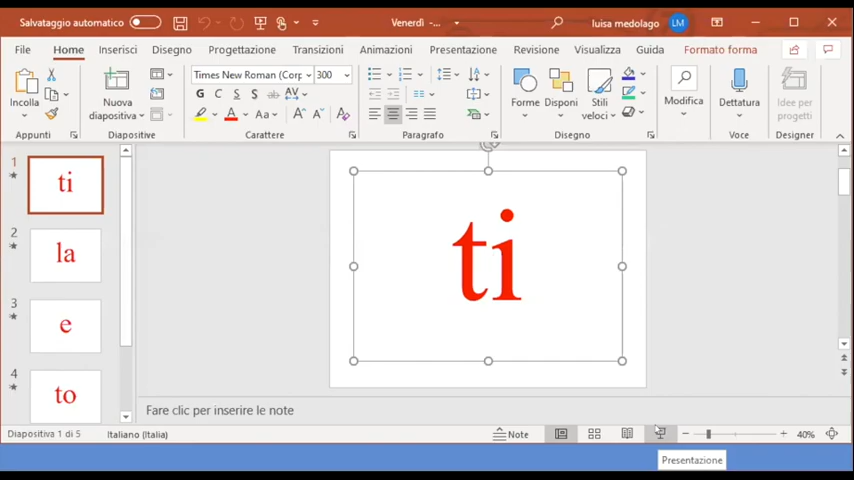 Salvataggio automatico
Venerdì -...
luisa medolago LM
File Home Inserisci Disegno Progettazione Transizioni Animazioni Presentazione Revisione Visualizza Guida Formato forma
Times New Roman (Corp 300
Incolla
Nuova
diapositiva
G C S S ab AV
A Aa A A A
Forme Disponi Stili
veloci
Modifica Dettatura Idee per
progetti
Appunti Diapositive Carattere Paragrafo Disegno Voce Designer
1
ti
2
la
3
e
4
to
ti
Fare clic per inserire le note
Diapositiva 1 di 5 Italiano (Italia) Note 40%
Presentazione